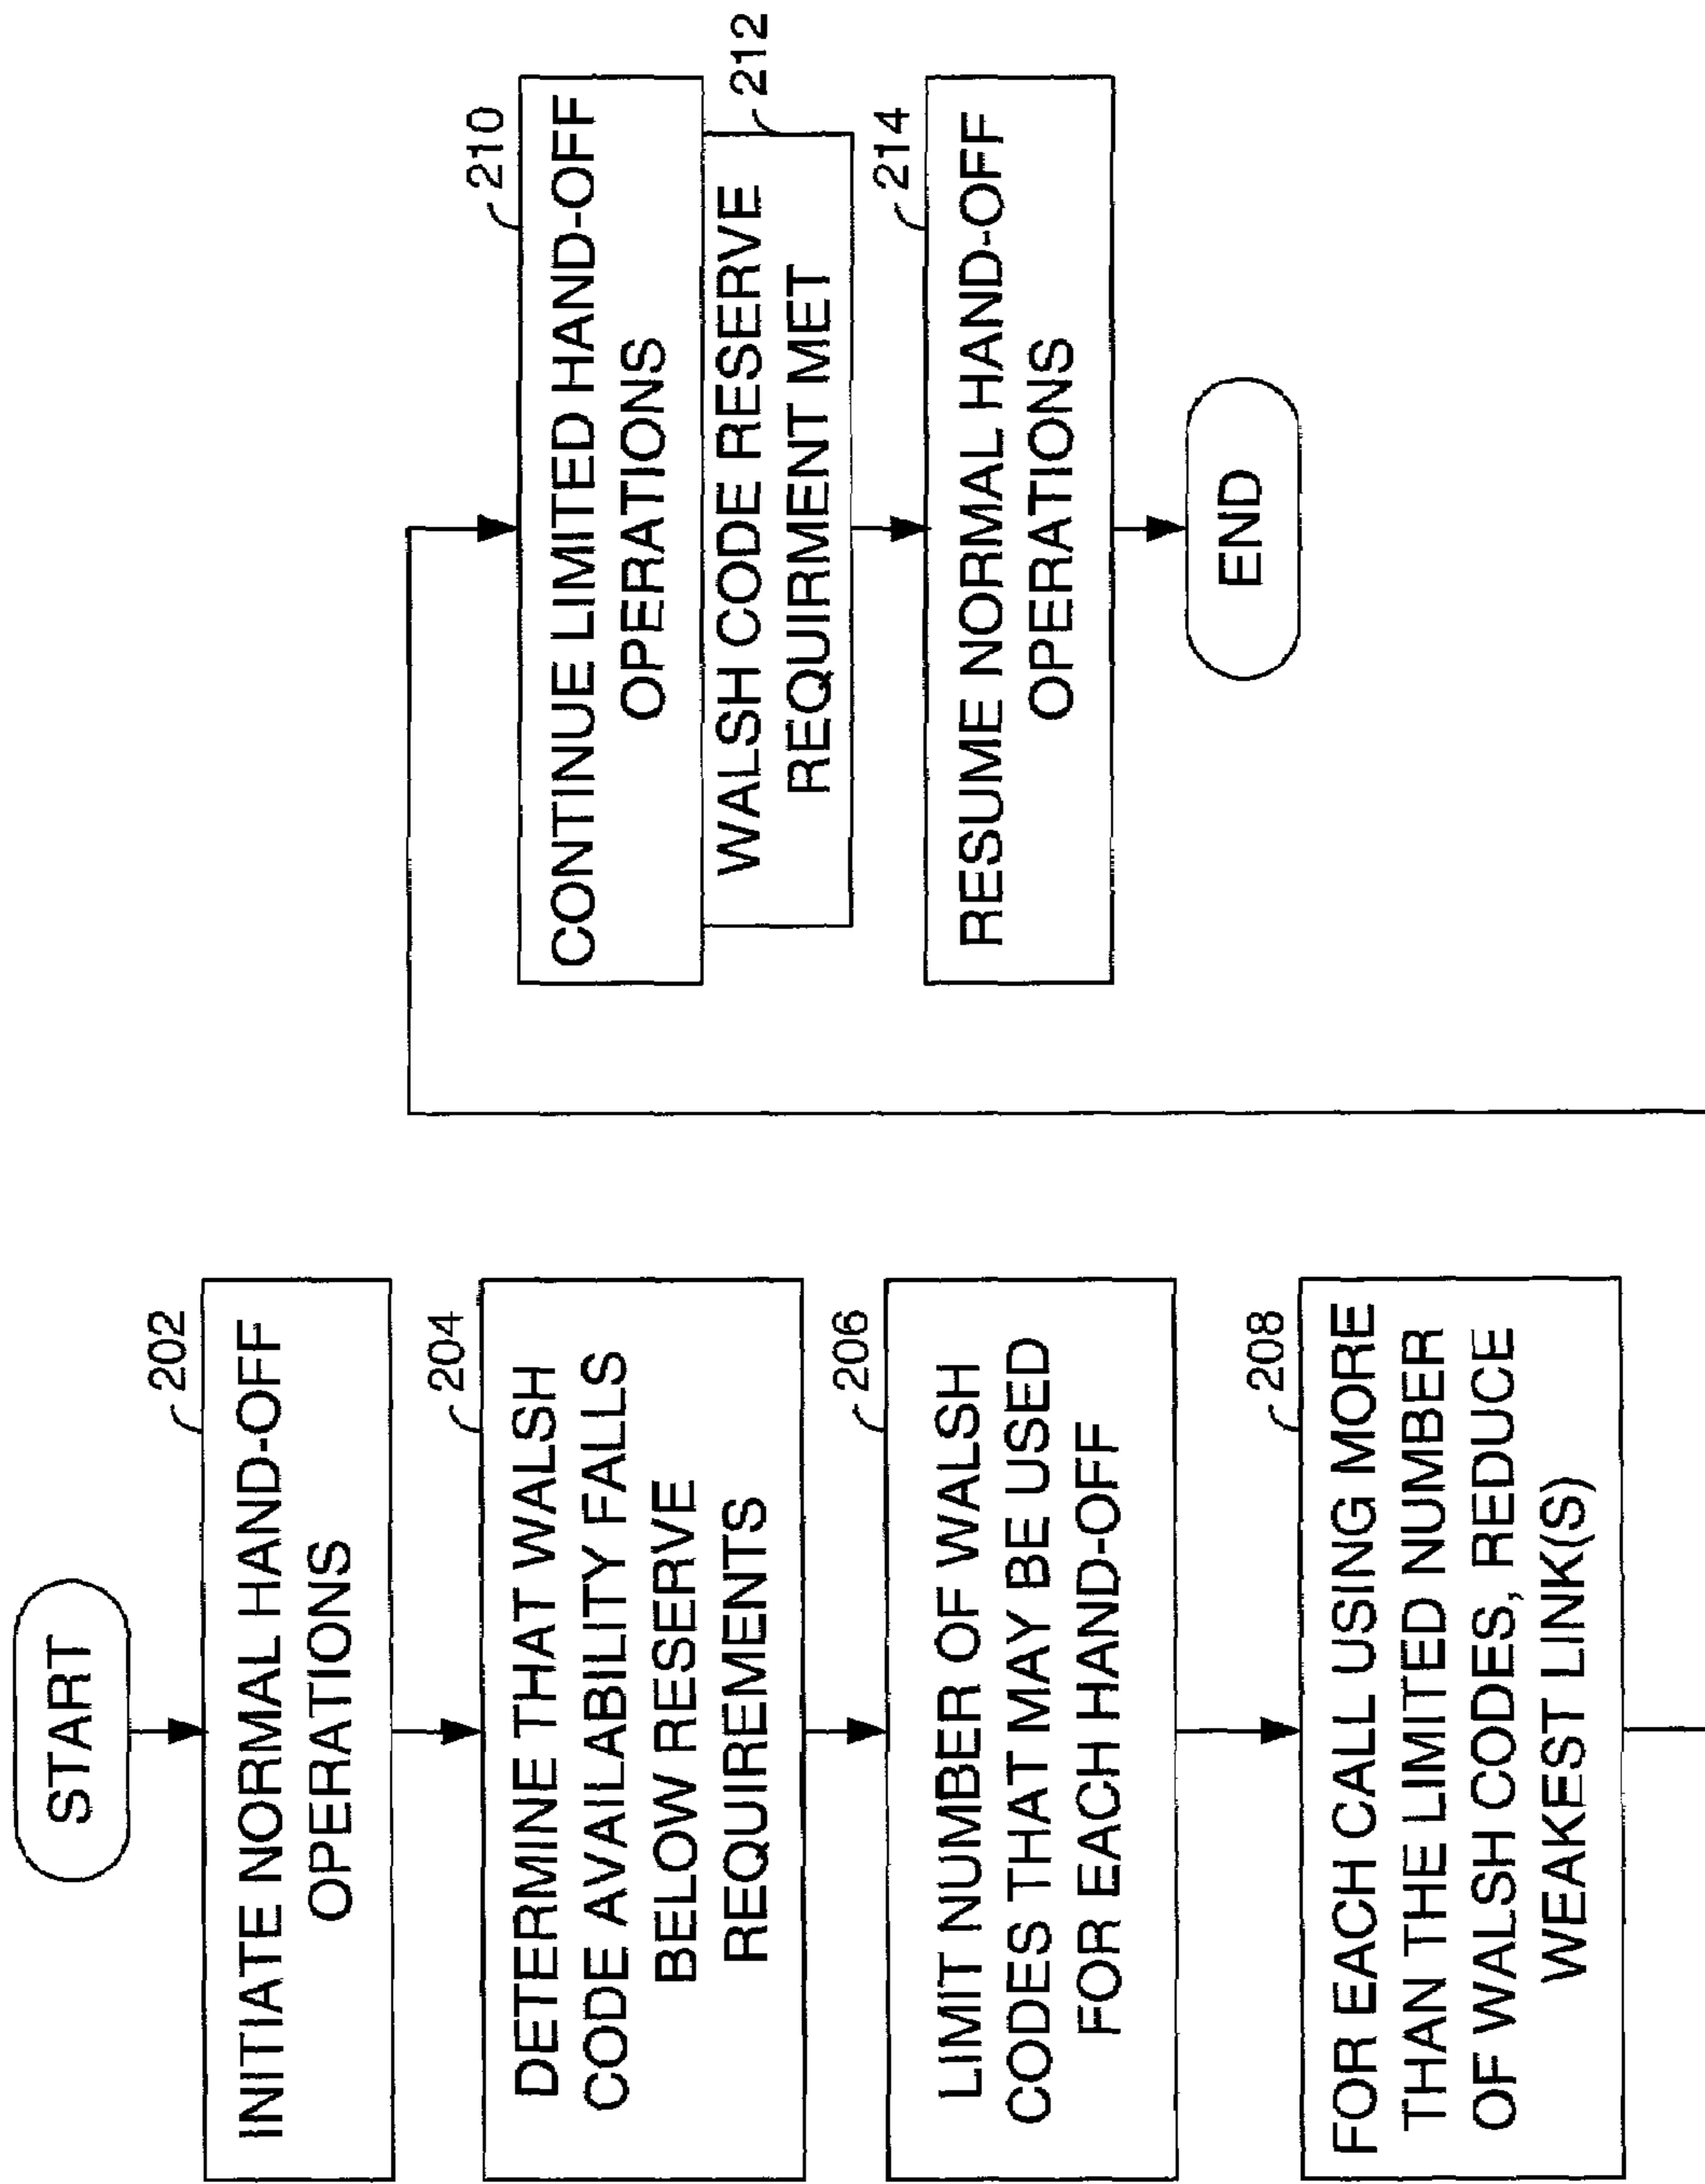 START
202
INITIATE NORMAL HAND-OFF
OPERATIONS
204
DETERMINE THAT WALSH
CODE AVAILABILITY FALLS
BELOW RESERVE
REQUIREMENTS
206
LIMIT NUMBER OF WALSH
CODES THAT MAY BE USED
FOR EACH HAND-OFF
208
FOR EACH CALL USING MORE
THAN THE LIMITED NUMBER
OF WALSH CODES, REDUCE
WEAKEST LINK(S)
210
CONTINUE LIMITED HAND-OFF
OPERATIONS
212
WALSH CODE RESERVE
REQUIRMENT MET
214
RESUME NORMAL HAND-OFF
OPERATIONS
END